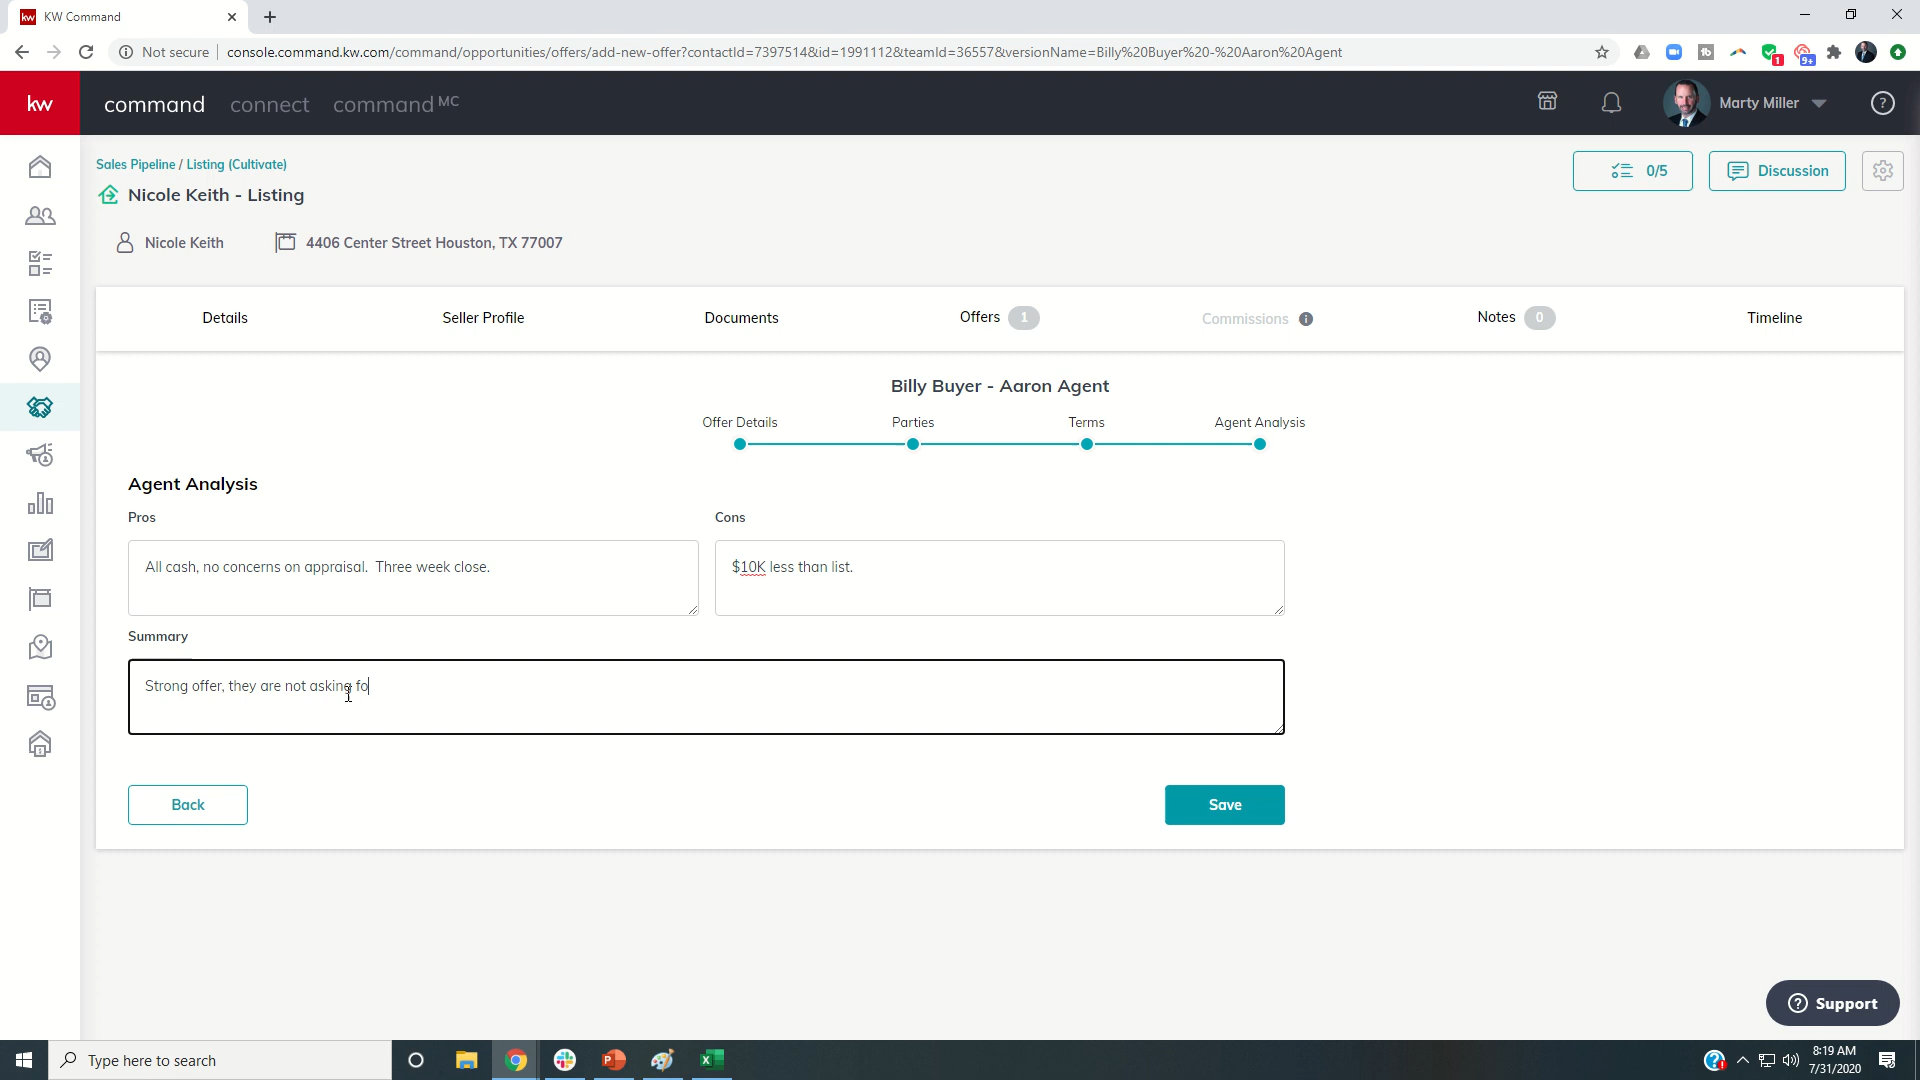 KW Command
Not secure
console.command.kw.com/command/opportunities/offers/add-new-offer?contactId=7397514&id=1991112&teamId=36557&versionName=Billy%20Buyer%20-%20Aaron%20Agent
1
9+
kw
command connect command MC
Marty Miller
Sales Pipeline / Listing (Cultivate)
0/5
Discussion
Nicole Keith - Listing
Nicole Keith
4406 Center Street Houston, TX 77007
Details
Seller Profile
Documents
Offers 1
Commissions
Notes 0
Timeline
Billy Buyer - Aaron Agent
Offer Details
Parties
Terms
Agent Analysis
Agent Analysis
Pros
Cons
All cash, no concerns on appraisal.  Three week close.
$10K less than list.
Summary
Strong offer, they are not asking fo
Back
Save
Support
Type here to search
8:19 AM
7/31/2020